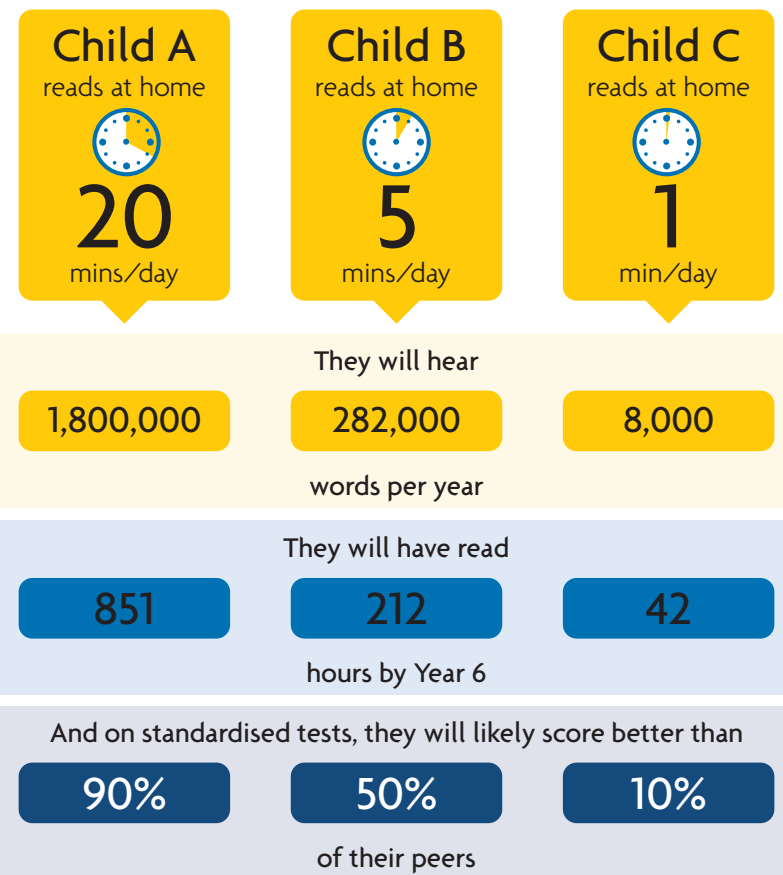 Child A
reads at home
20
mins/day
Child B
reads at home
5
mins/day
Child C
reads at home
1
min/day
They will hear
1,800,000 282,000 8,000
words per year
They will have read
851 212 42
hours by Year 6
And on standardised tests, they will likely score better than
90% 50% 10%
of their peers